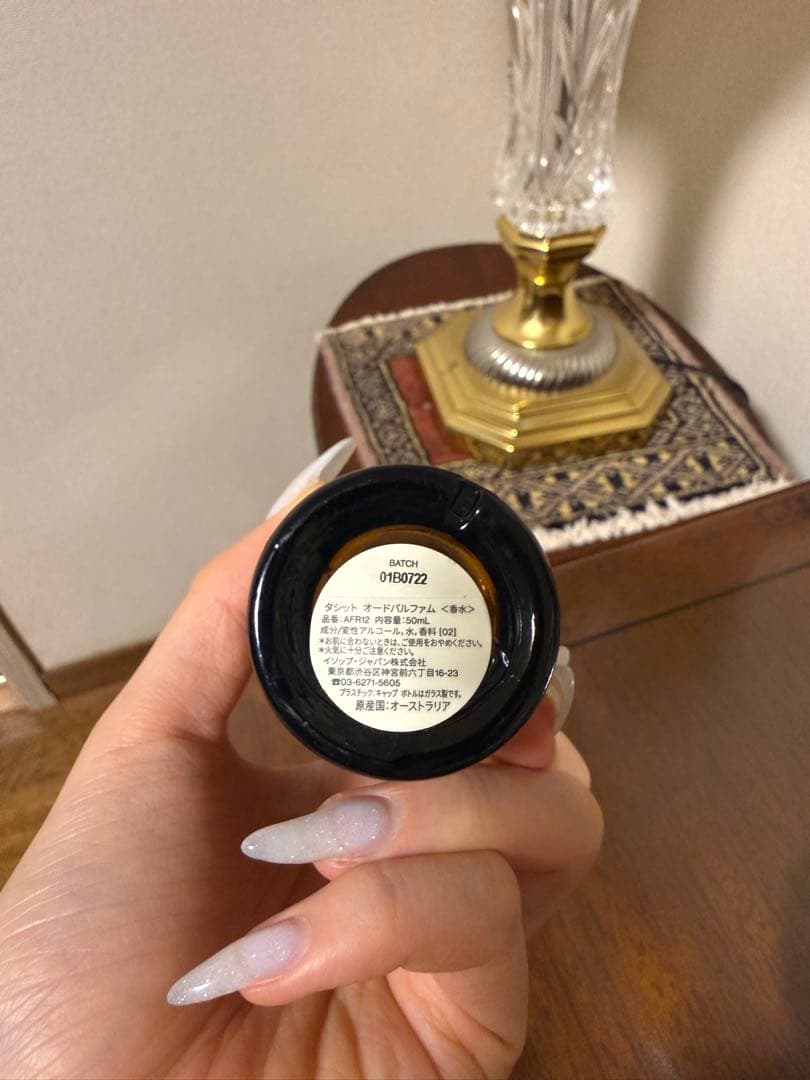 BATCH
01B0722
タシット オードパルファム <香水>
品番:AFR12 内容量:50mL
成分/変性アルコール,水,香料 [02]
*お肌に合わないときは、ご使用をおやめください。
*火気に十分ご注意ください。
イソップ・ジャパン株式会社
東京都渋谷区神宮前六丁目16-23
☎03-6271-5605
プラスチック:キャップ ボトルはガラス製です。
原産国:オーストラリア